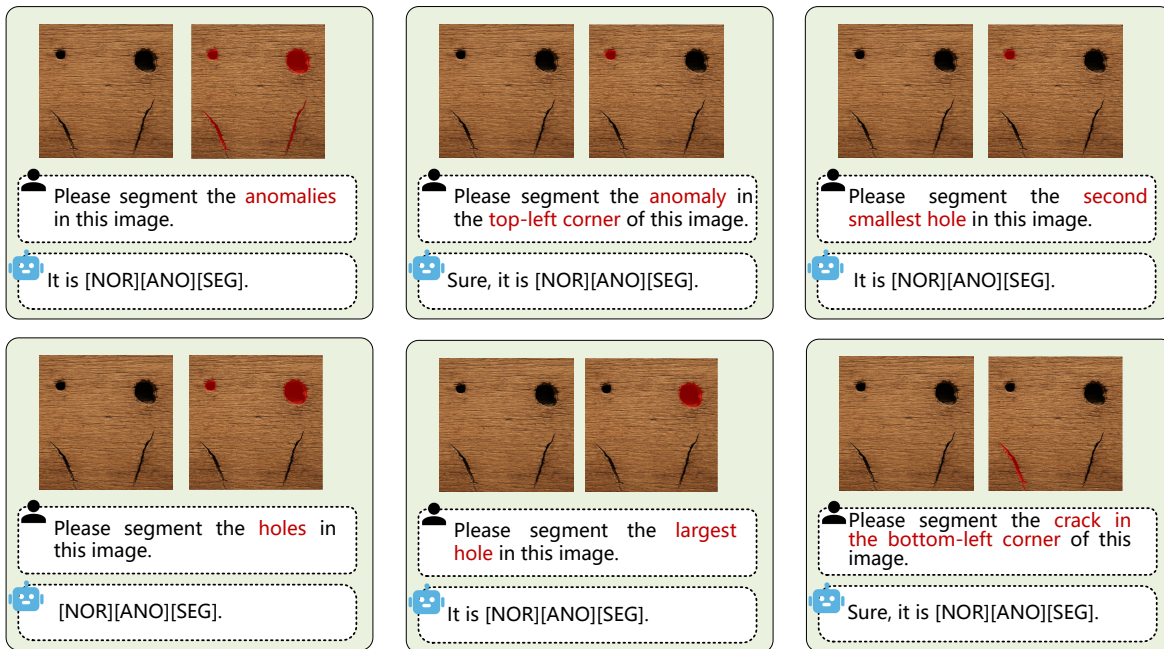 Please segment the anomalies
in this image.
It is [NOR][ANO][SEG].
Please segment the anomaly in
the top-left corner of this image.
Sure, it is [NOR][ANO][SEG].
Please segment the second
smallest hole in this image.
It is [NOR][ANO][SEG].
Please segment the holes in
this image.
[NOR][ANO][SEG].
Please segment the largest
hole in this image.
It is [NOR][ANO][SEG].
Please segment the crack in
the bottom-left corner of this
image.
Sure, it is [NOR][ANO][SEG].